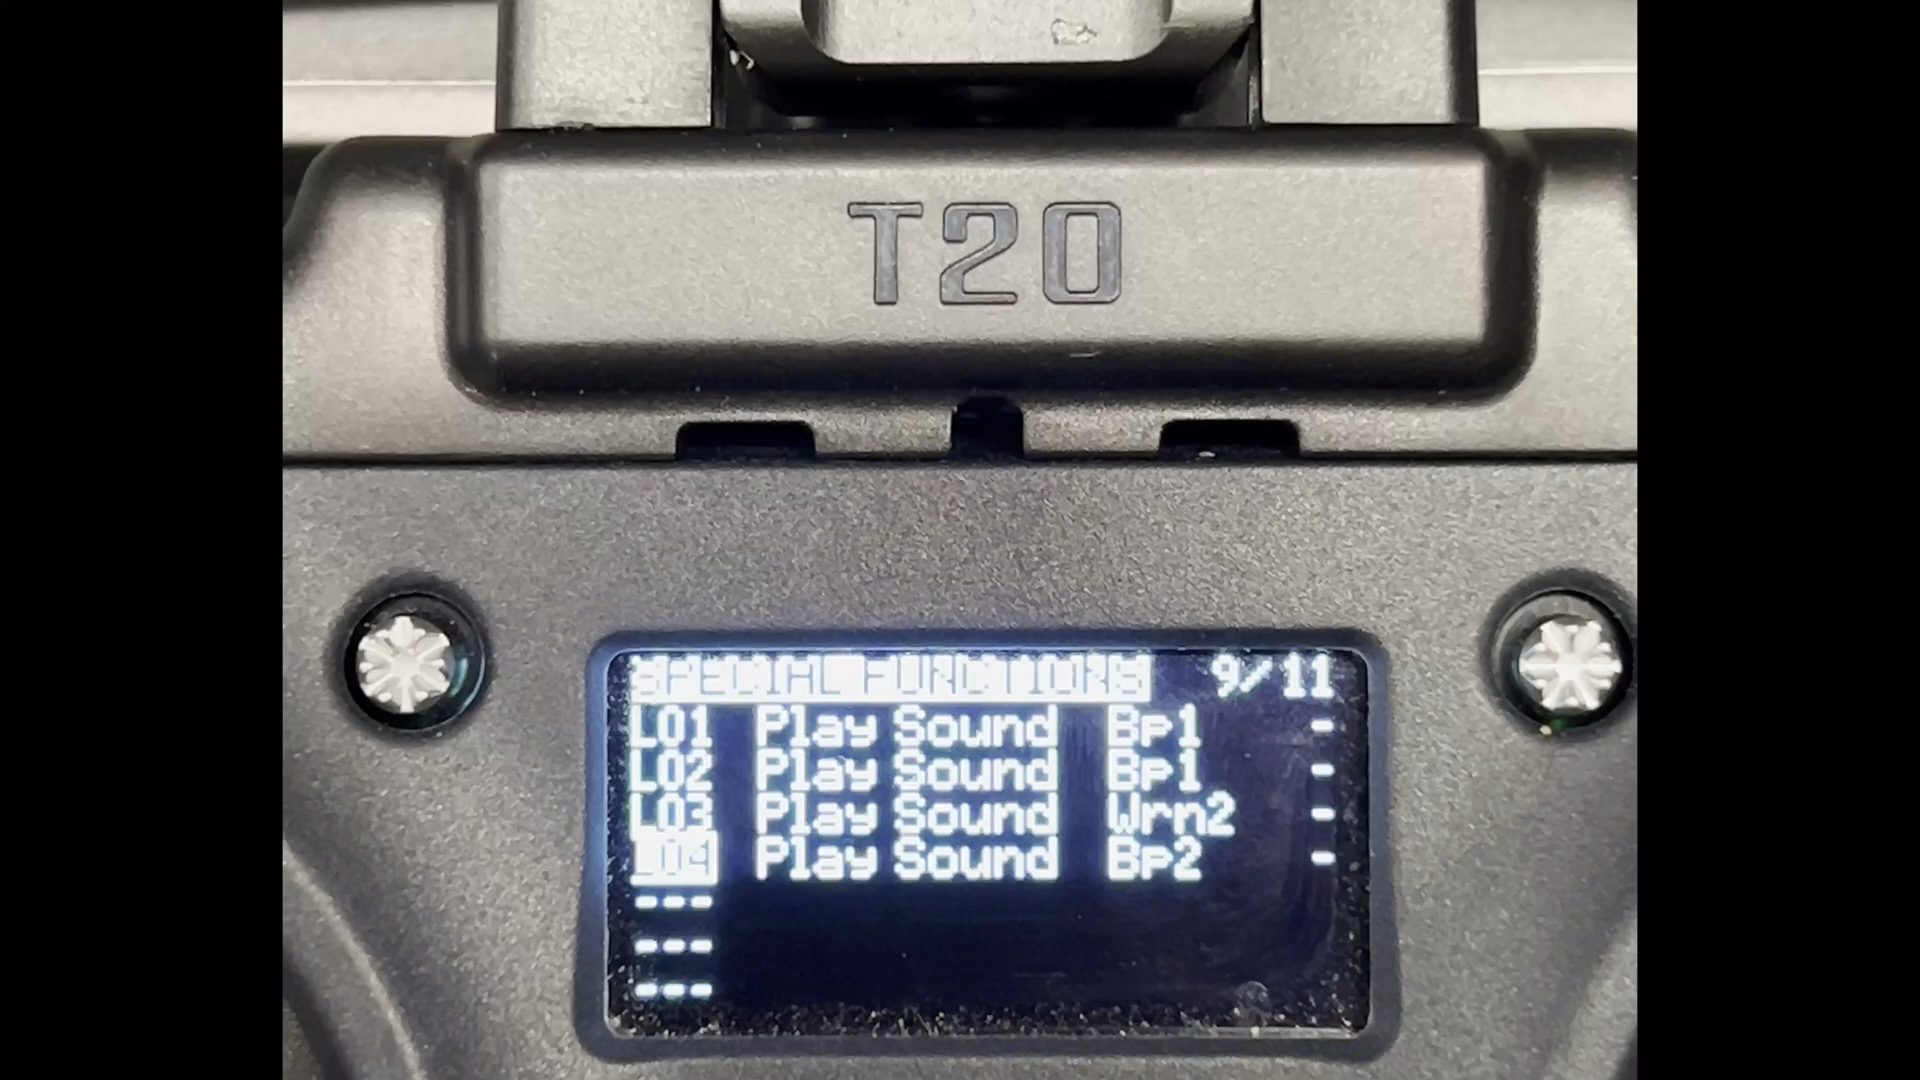 T20
SPECIAL FUNCTIONS 9/11
L01 Play Sound Bp1 -
L02 Play Sound Bp1 -
L03 Play Sound Wrn2 -
L04 Play Sound Bp2 -
---
---
---